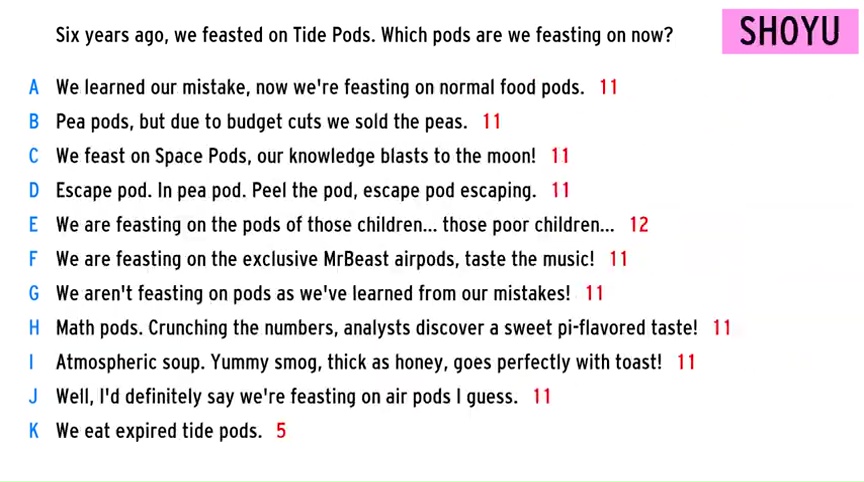 Six years ago, we feasted on Tide Pods. Which pods are we feasting on now?
SHOYU
A We learned our mistake, now we're feasting on normal food pods. 11
B Pea pods, but due to budget cuts we sold the peas. 11
C We feast on Space Pods, our knowledge blasts to the moon! 11
D Escape pod. In pea pod. Peel the pod, escape pod escaping. 11
E We are feasting on the pods of those children... those poor children... 12
F We are feasting on the exclusive MrBeast airpods, taste the music! 11
G We aren't feasting on pods as we've learned from our mistakes! 11
H Math pods. Crunching the numbers, analysts discover a sweet pi-flavored taste! 11
I Atmospheric soup. Yummy smog, thick as honey, goes perfectly with toast! 11
J Well, I'd definitely say we're feasting on air pods I guess. 11
K We eat expired tide pods. 5